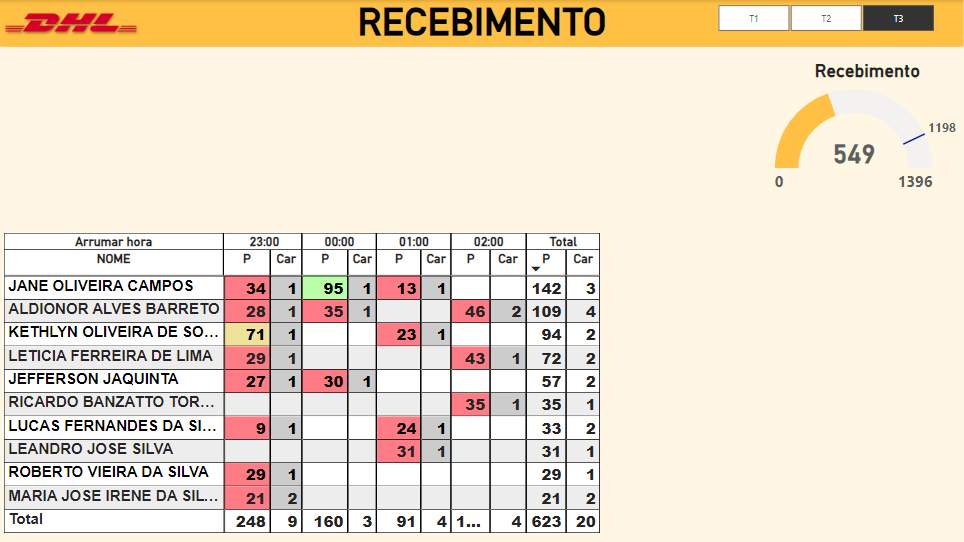 DHL RECEBIMENTO T1 T2 T3
Recebimento
1198
549
0 1396
Arrumar hora 23:00 00:00 01:00 02:00 Total
NOME P Car P Car P Car P Car P Car
JANE OLIVEIRA CAMPOS 34 1 95 1 13 1 142 3
ALDIONOR ALVES BARRETO 28 1 35 1 46 2 109 4
KETHLYN OLIVEIRA DE SO... 71 1 23 1 94 2
LETICIA FERREIRA DE LIMA 29 1 43 1 72 2
JEFFERSON JAQUINTA 27 1 30 1 57 2
RICARDO BANZATTO TOR... 35 1 35 1
LUCAS FERNANDES DA SI... 9 1 24 1 33 2
LEANDRO JOSE SILVA 31 1 31 1
ROBERTO VIEIRA DA SILVA 29 1 29 1
MARIA JOSE IRENE DA SIL... 21 2 21 2
Total 248 9 160 3 91 4 1... 4 623 20